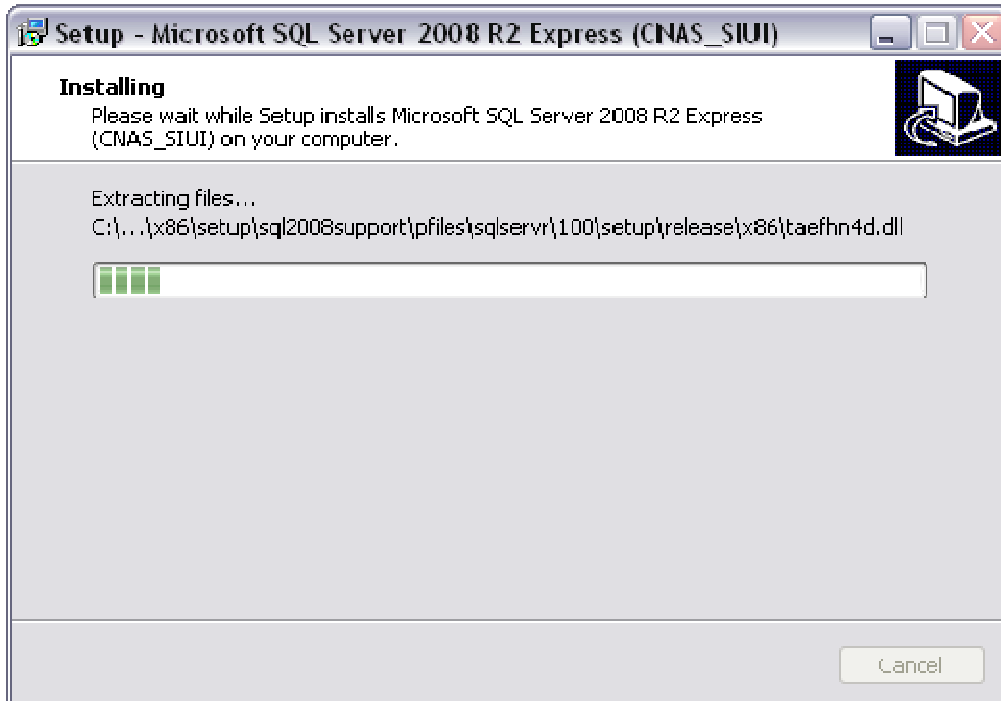 Setup - Microsoft SQL Server 2008 R2 Express (CNAS_SIUI)
Installing
Please wait while Setup installs Microsoft SQL Server 2008 R2 Express
(CNAS_SIUI) on your computer.
Extracting files...
C:\...\x86\setup\sql2008support\pfiles\sqlservr\100\setup\release\x86\taefhn4d.dll
Cancel